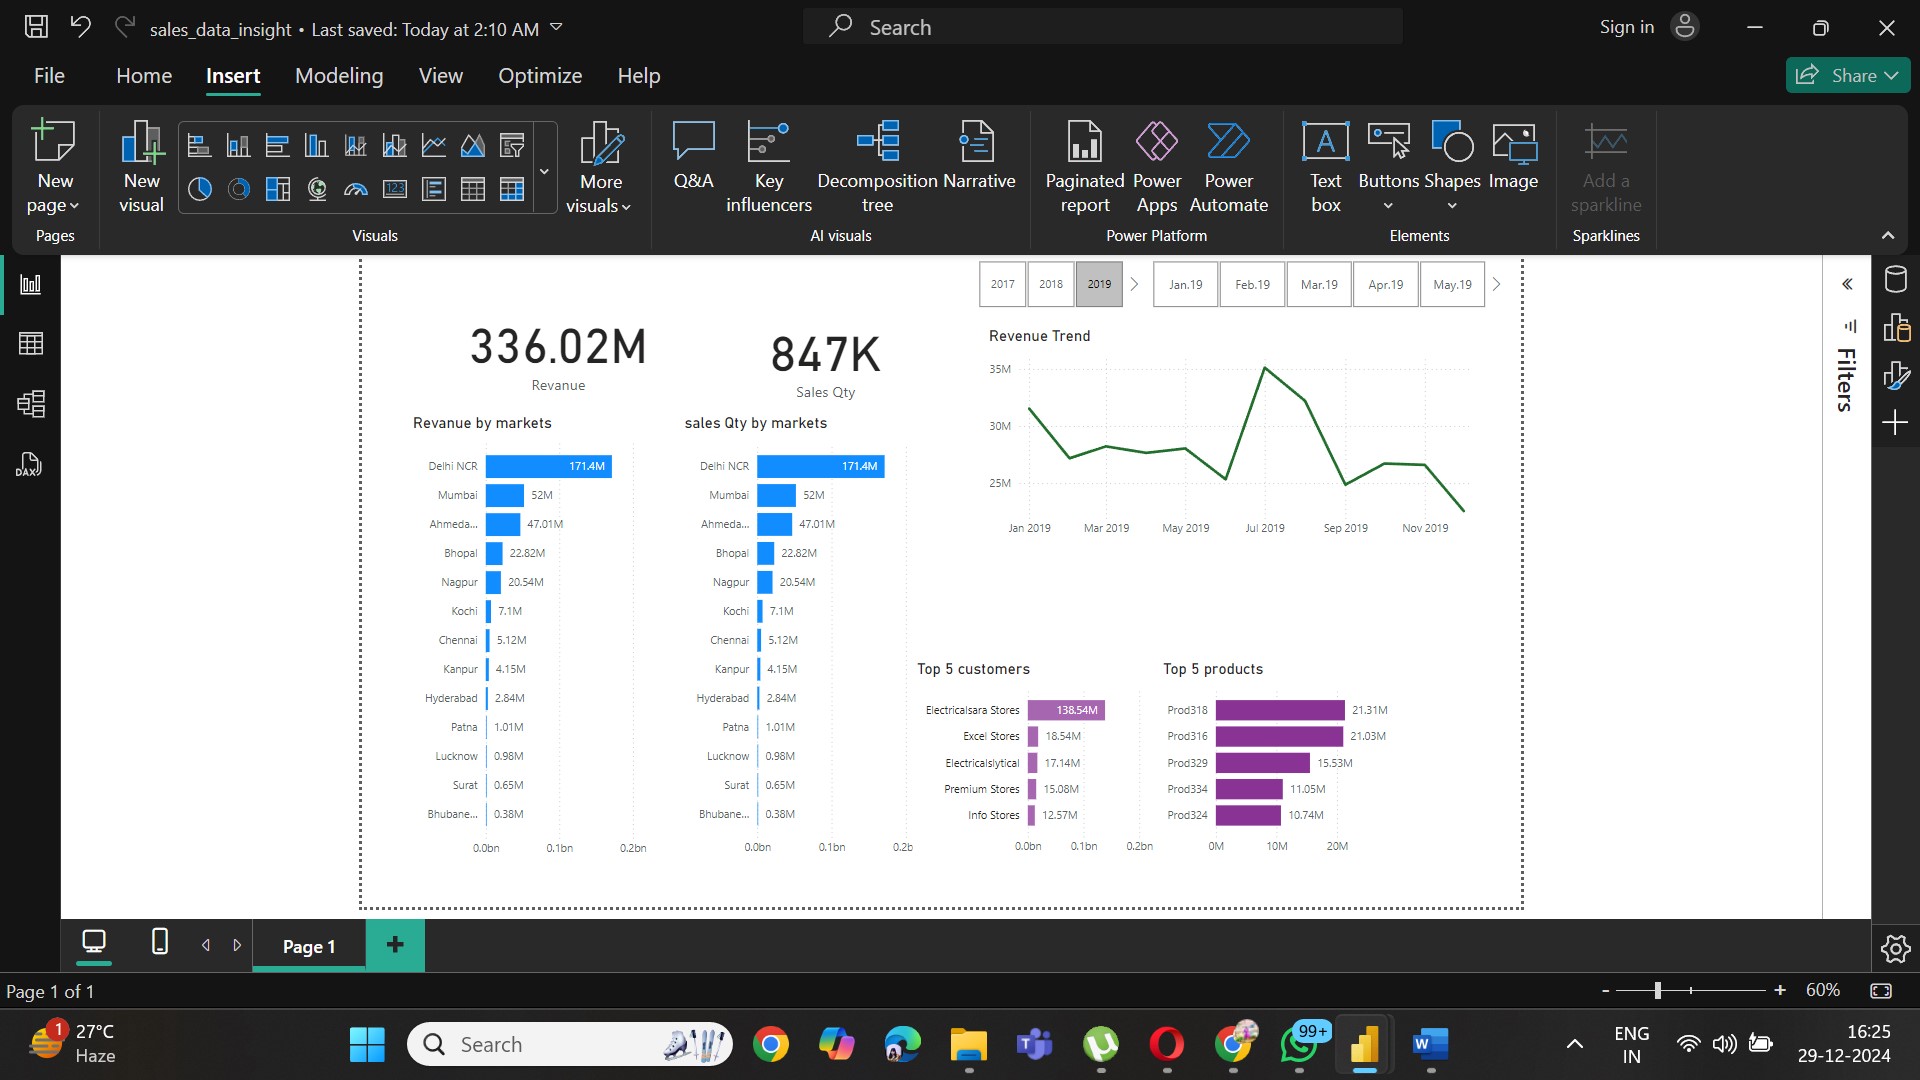 sales_data_insight • Last saved: Today at 2:10 AM
Search
Sign in
File
Home
Insert
Modeling
View
Optimize
Help
Share
New page
Pages
New visual
123
More visuals
Visuals
Q&A
Key influencers
Decomposition tree
Narrative
AI visuals
Paginated report
Power Apps
Power Automate
Power Platform
A
Text box
Buttons
Shapes
Image
Elements
Add a sparkline
Sparklines
DAX
Filters
2017
2018
2019
Jan.19
Feb.19
Mar.19
Apr.19
May.19
336.02M
Revanue
847K
Sales Qty
Revenue Trend
35M
30M
25M
Jan 2019
Mar 2019
May 2019
Jul 2019
Sep 2019
Nov 2019
Revanue by markets
Delhi NCR 171.4M
Mumbai 52M
Ahmeda... 47.01M
Bhopal 22.82M
Nagpur 20.54M
Kochi 7.1M
Chennai 5.12M
Kanpur 4.15M
Hyderabad 2.84M
Patna 1.01M
Lucknow 0.98M
Surat 0.65M
Bhubane... 0.38M
0.0bn 0.1bn 0.2bn
sales Qty by markets
Delhi NCR 171.4M
Mumbai 52M
Ahmeda... 47.01M
Bhopal 22.82M
Nagpur 20.54M
Kochi 7.1M
Chennai 5.12M
Kanpur 4.15M
Hyderabad 2.84M
Patna 1.01M
Lucknow 0.98M
Surat 0.65M
Bhubane... 0.38M
0.0bn 0.1bn 0.2b
Top 5 customers
Electricalsara Stores 138.54M
Excel Stores 18.54M
Electricalslytical 17.14M
Premium Stores 15.08M
Info Stores 12.57M
0.0bn 0.1bn 0.2bn
Top 5 products
Prod318 21.31M
Prod316 21.03M
Prod329 15.53M
Prod334 11.05M
Prod324 10.74M
0M 10M 20M
Page 1
Page 1 of 1
60%
1
27°C
Haze
Search
99+
W
ENG
IN
16:25
29-12-2024